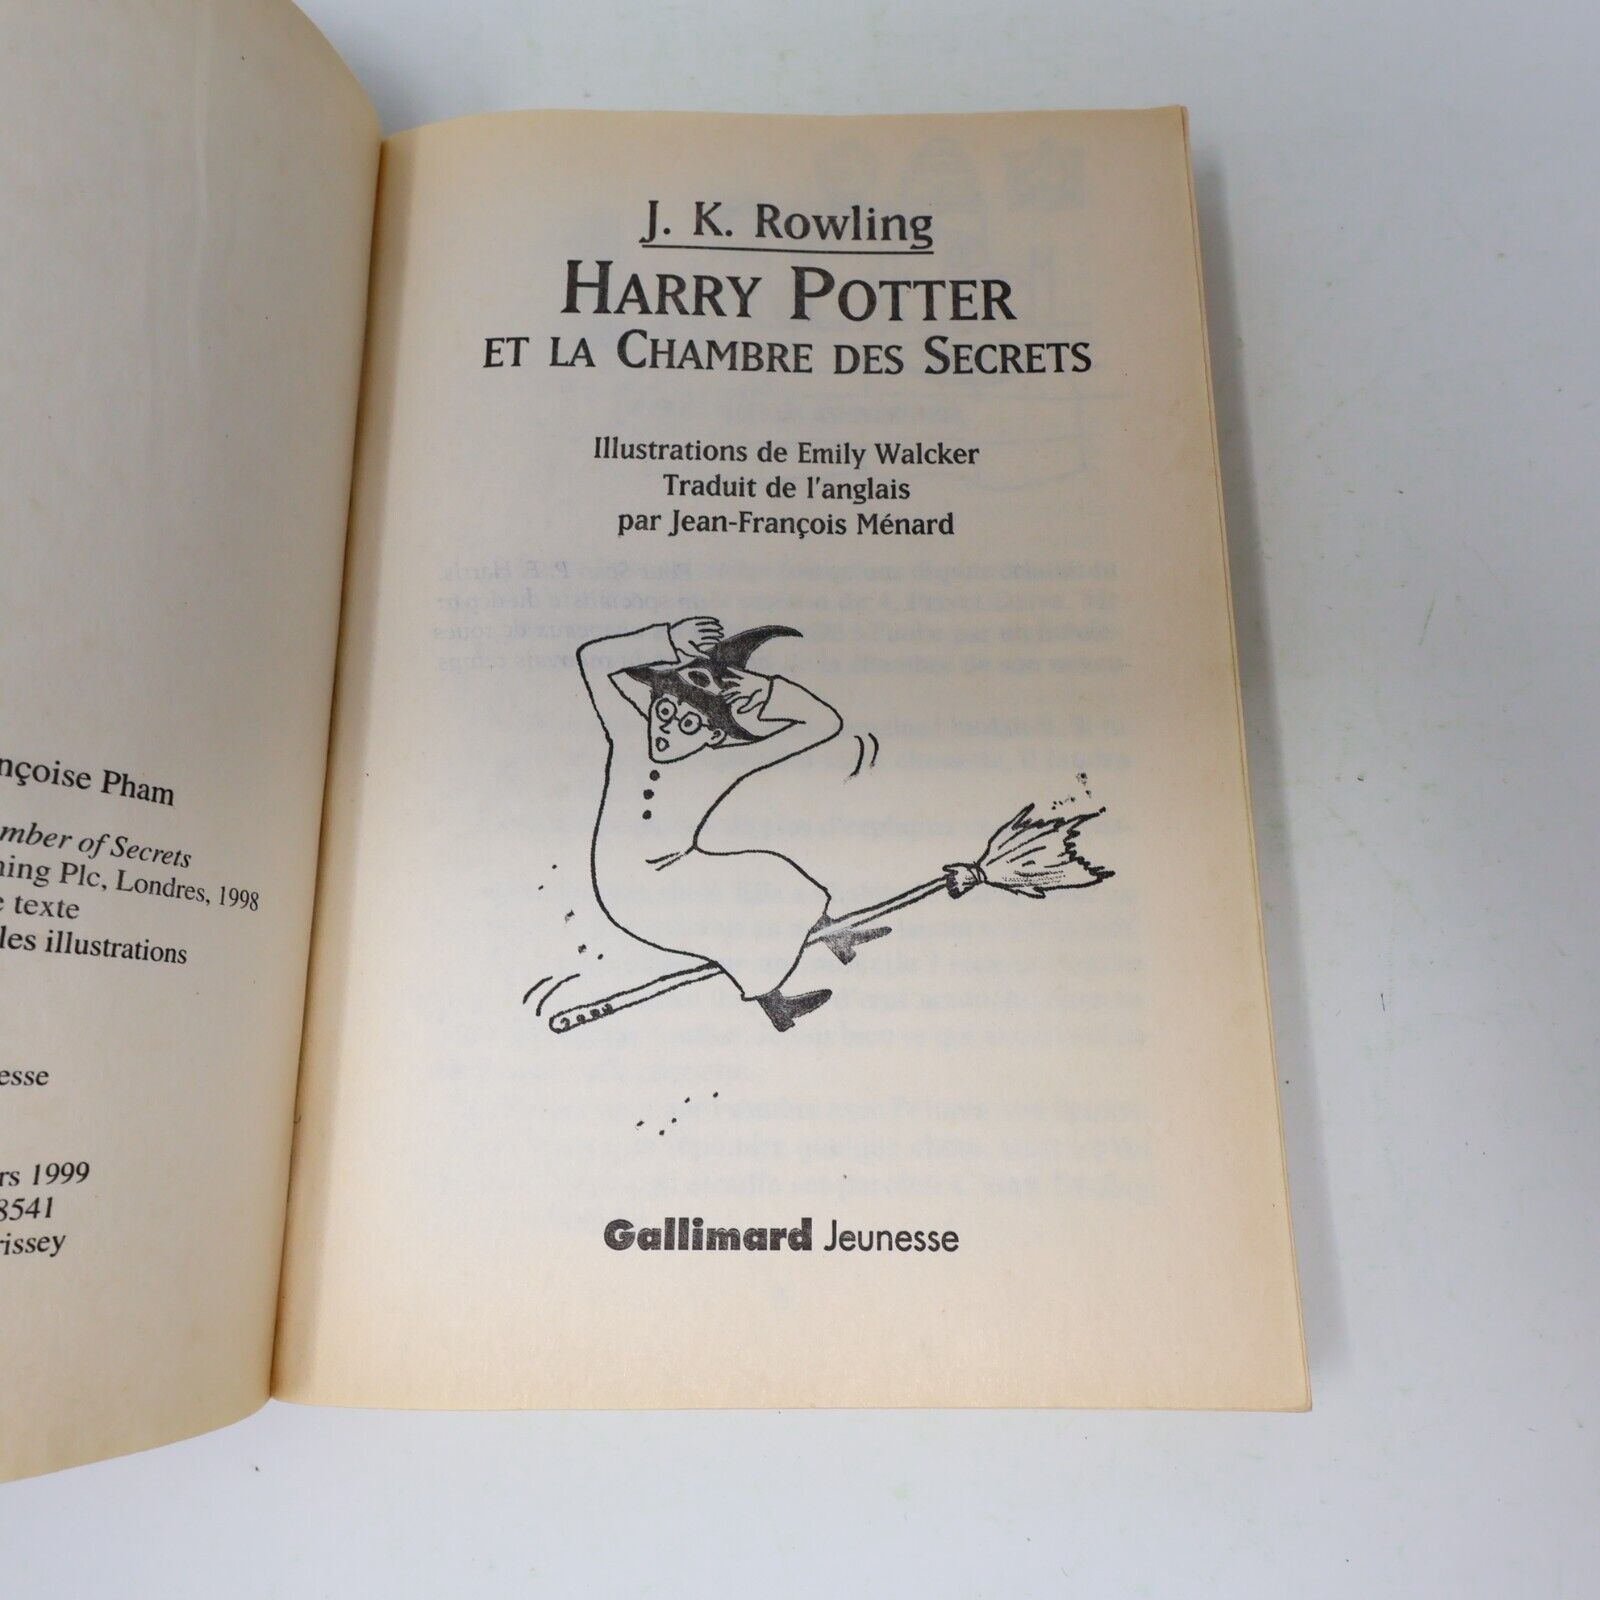 nçoise Pham
mber of Secrets
hing Plc, Londres, 1998
e texte
les illustrations
esse
rs 1999
8541
rissey
J. K. Rowling
HARRY POTTER
ET LA CHAMBRE DES SECRETS
Illustrations de Emily Walcker
Traduit de l'anglais
par Jean-François Ménard
Gallimard Jeunesse